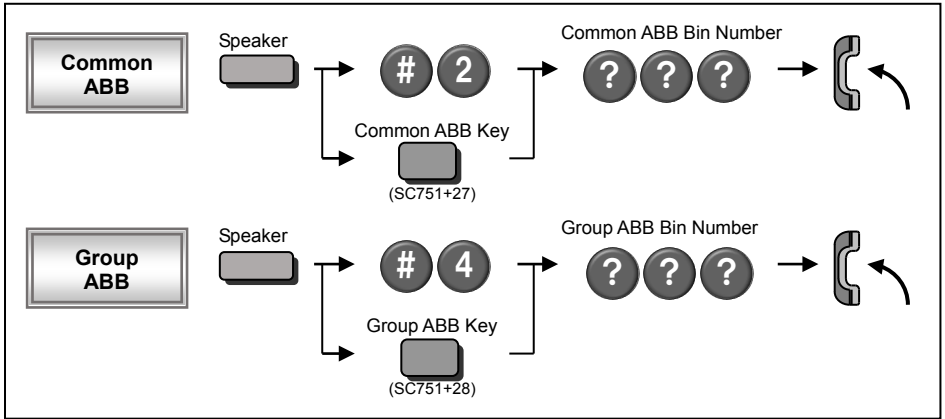 Common
ABB
Speaker
# 2
Common ABB Bin Number
? ? ?
Common ABB Key
(SC751+27)
Group
ABB
Speaker
# 4
Group ABB Bin Number
? ? ?
Group ABB Key
(SC751+28)